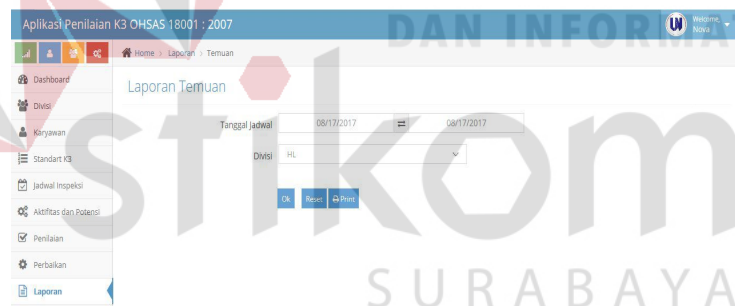 Aplikasi Penilaian K3 OHSAS 18001 : 2007
Welcome,
Nova
Home > Laporan > Temuan
Dashboard
Divisi
Karyawan
Standart K3
Jadwal Inspeksi
Aktifitas dan Potensi
Penilaian
Perbaikan
Laporan
Laporan Temuan
Tanggal Jadwal 08/17/2017 08/17/2017
Divisi HL
Ok Reset Print
DAN INFORMA
stikom
SURABAYA